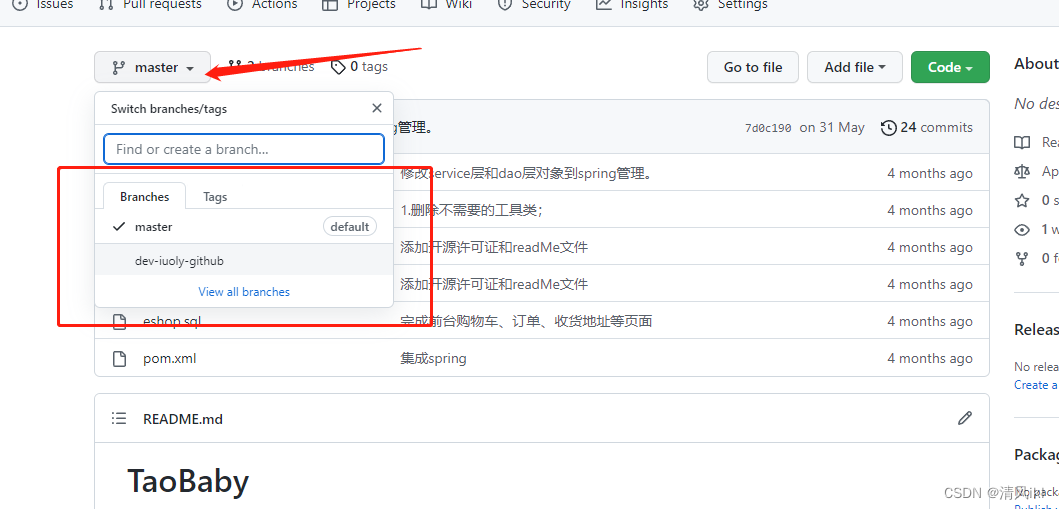 Issues Pull requests Actions Projects Wiki Security Insights Settings
master 2 branches 0 tags Go to file Add file Code
About
Switch branches/tags
No des
管理。 7d0c190 on 31 May 24 commits
Find or create a branch...
Rea
修改service层和dao层对象到spring管理。 4 months ago
Ap
Branches Tags
0 s
1.删除不需要的工具类； 4 months ago
master default
1 w
添加开源许可证和readMe文件 4 months ago
0 f
dev-iuoly-github
添加开源许可证和readMe文件 4 months ago
View all branches
eshop.sql 完成前台购物车、订单、收货地址等页面 4 months ago
Releas
pom.xml 集成spring 4 months ago
No relea
Create a
README.md
Packag
TaoBaby
No pack
Publish